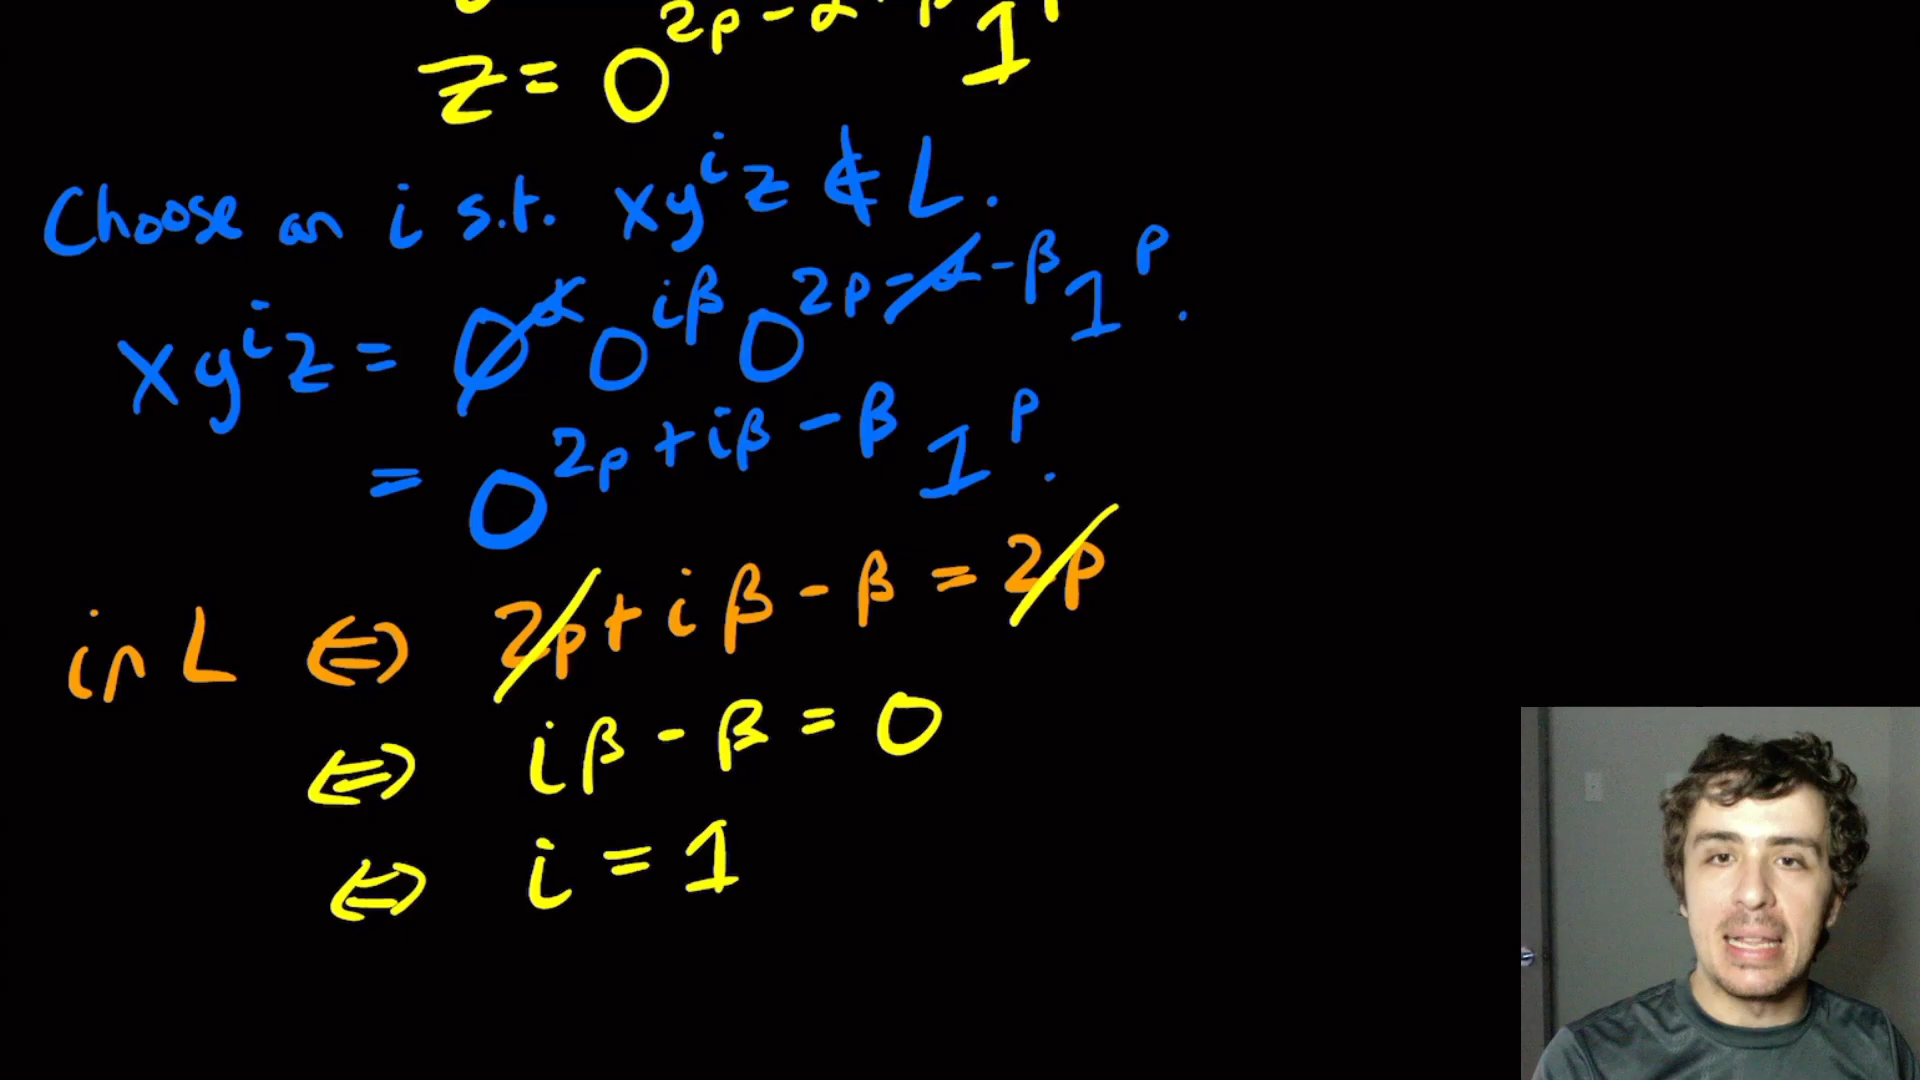 z = 0^{2p-α-β} 1^p
Choose an i s.t. xy^i z ∉ L.
xy^i z = 0^α 0^{iβ} 0^{2p-α-β} 1^p.
= 0^{2p+iβ-β} 1^p.
in L ⇔ 2p + iβ - β = 2p
⇔ iβ - β = 0
⇔ i = 1